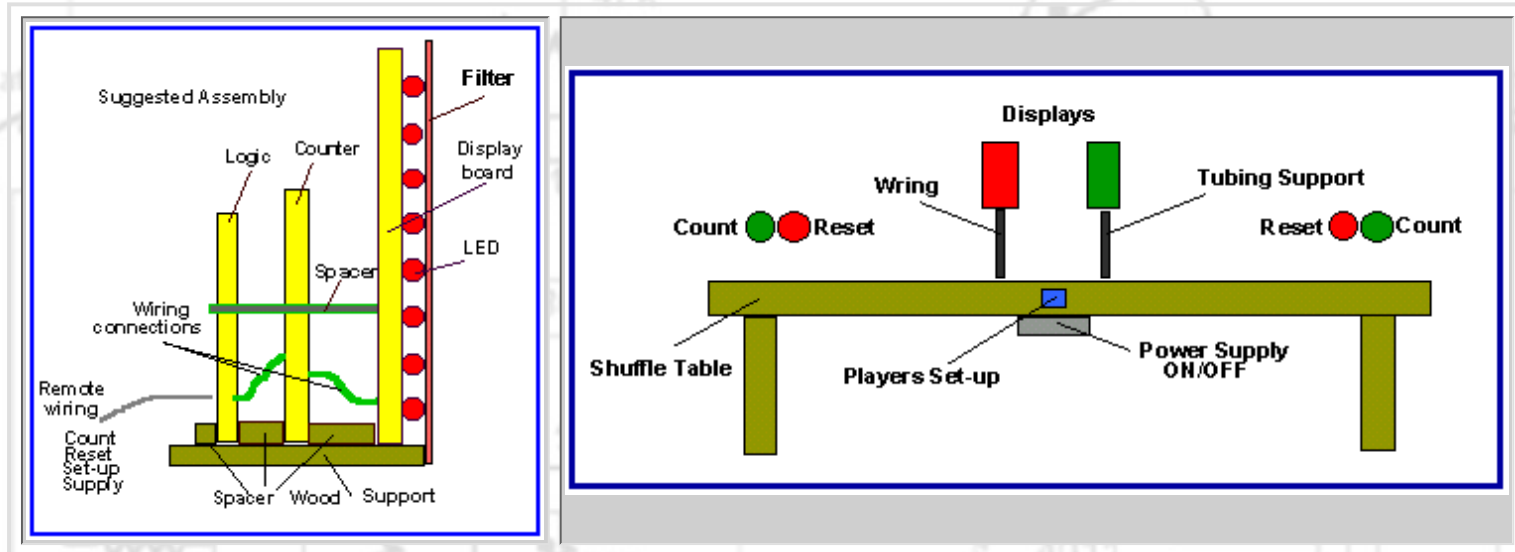 Suggested Assembly
Filter
Logic
Counter
Display
board
LED
Spacer
Wiring
connections
Remote
wiring
Count
Reset
Set-up
Supply
Spacer
Wood
Support
Displays
Wring
Tubing Support
Count
Reset
Reset
Count
Shuffle Table
Players Set-up
Power Supply
ON/OFF